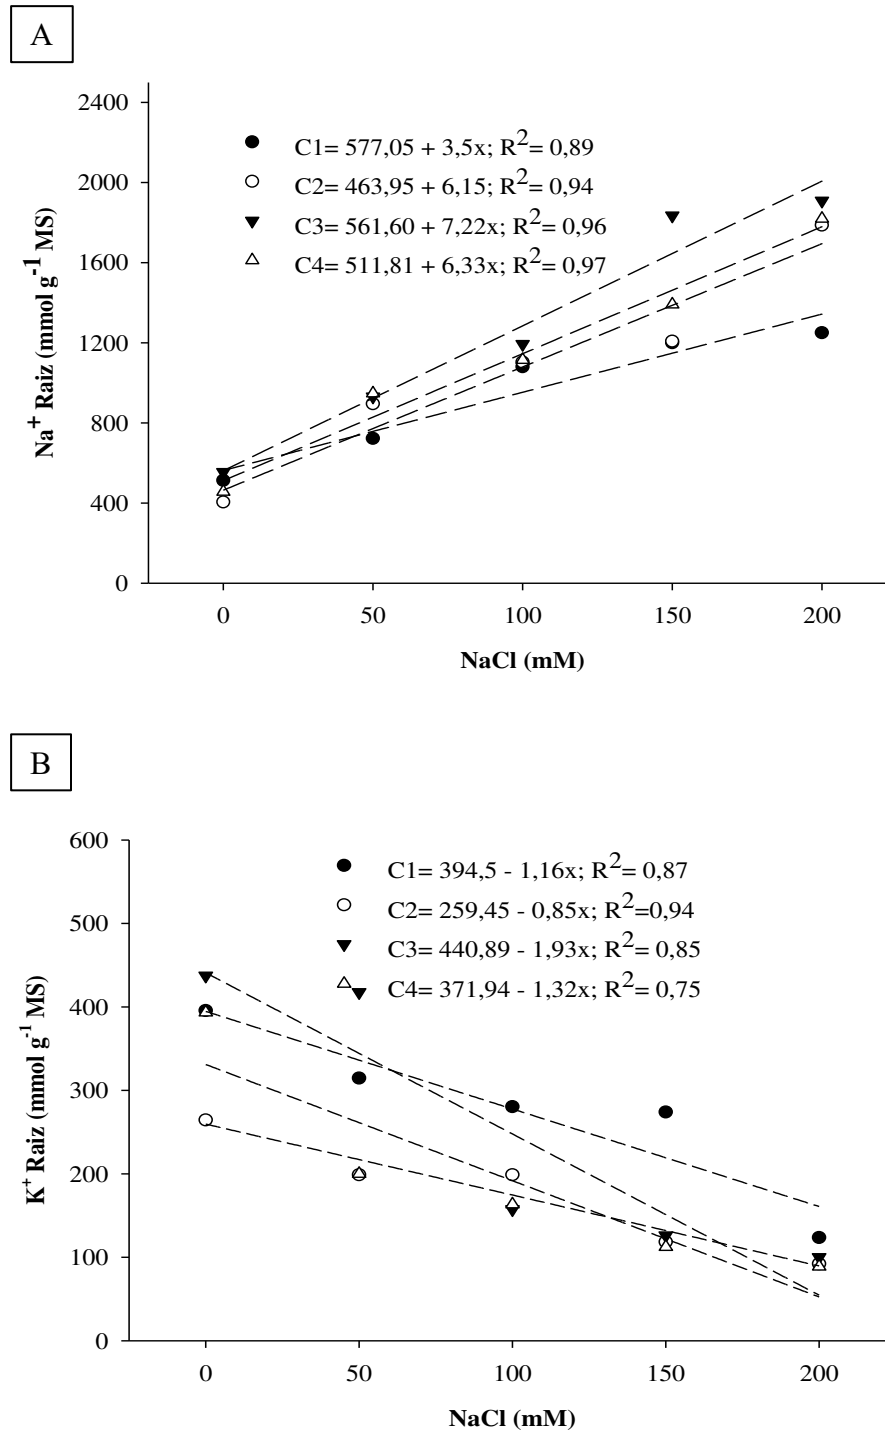 A
2400
2000
1600
1200
800
400
0
Na+ Raiz (mmol g-1 MS)
C1= 577,05 + 3,5x; R2= 0,89
C2= 463,95 + 6,15; R2= 0,94
C3= 561,60 + 7,22x; R2= 0,96
C4= 511,81 + 6,33x; R2= 0,97
0 50 100 150 200
NaCl (mM)
B
600
500
400
300
200
100
0
K+ Raiz (mmol g-1 MS)
C1= 394,5 - 1,16x; R2= 0,87
C2= 259,45 - 0,85x; R2=0,94
C3= 440,89 - 1,93x; R2= 0,85
C4= 371,94 - 1,32x; R2= 0,75
0 50 100 150 200
NaCl (mM)